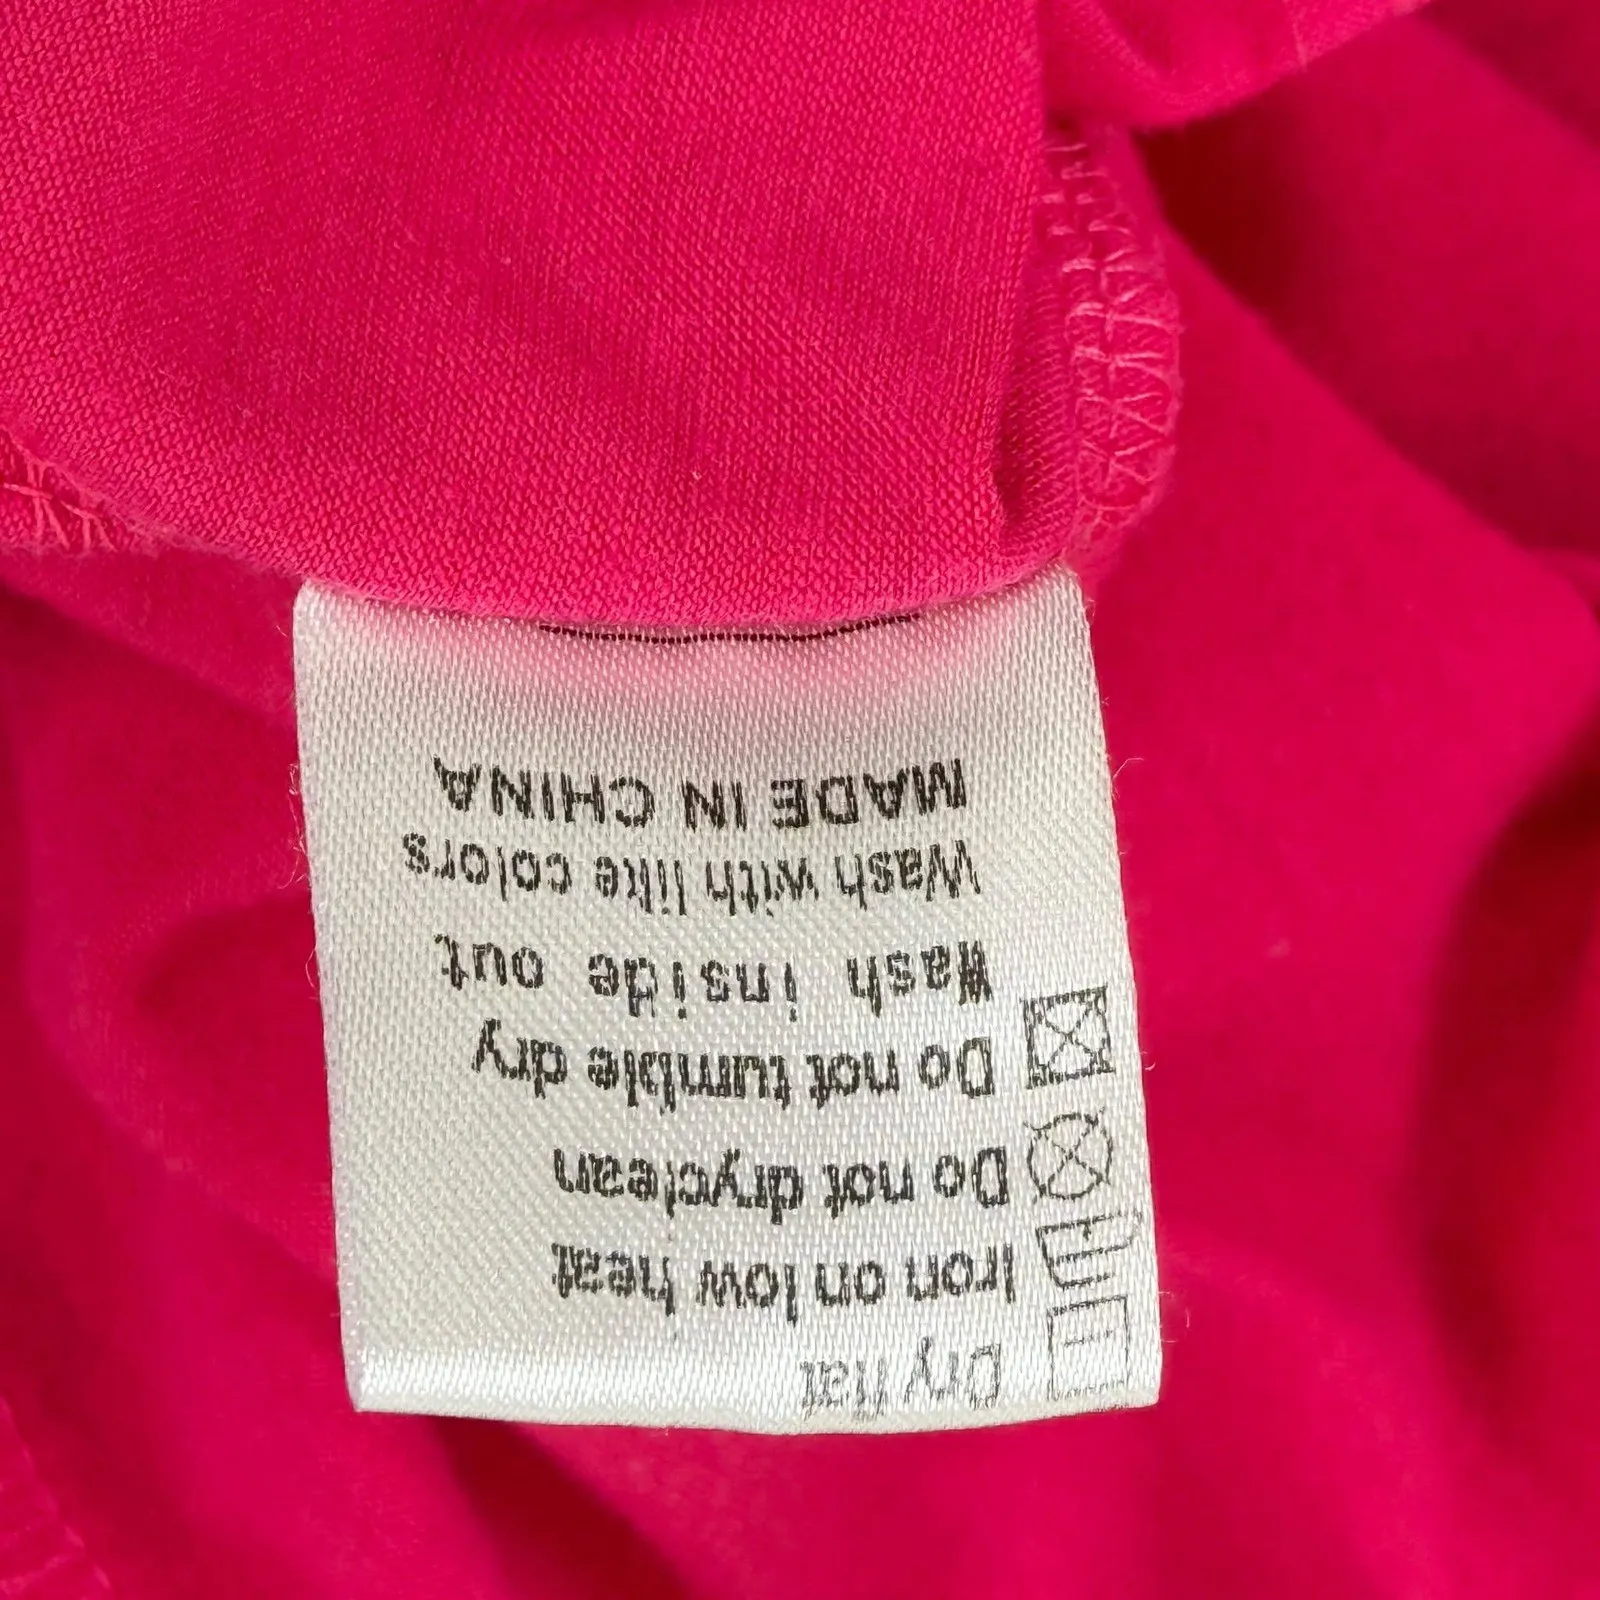 Dry flat
Iron on low heat
Do not dryclean
Do not tumble dry
Wash inside out
Wash with like colors
MADE IN CHINA